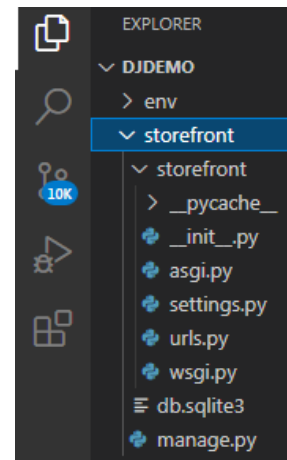 EXPLORER
DJDEMO
env
storefront
storefront
__pycache__
__init__.py
asgi.py
10K
settings.py
urls.py
wsgi.py
db.sqlite3
manage.py